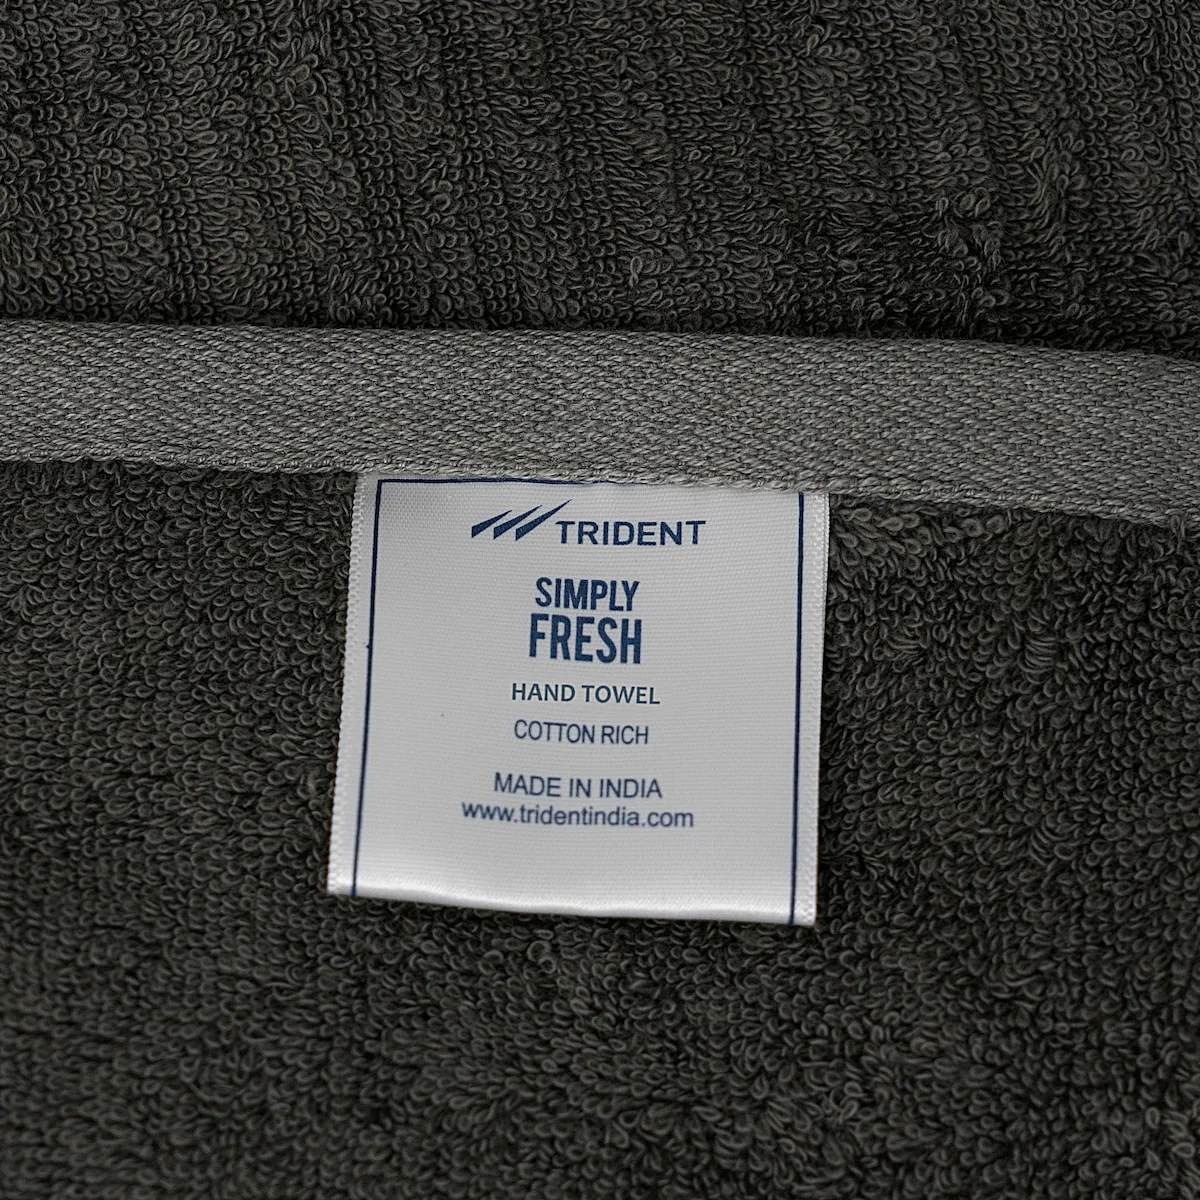 TRIDENT
SIMPLY
FRESH
HAND TOWEL
COTTON RICH
MADE IN INDIA
www.tridentindia.com